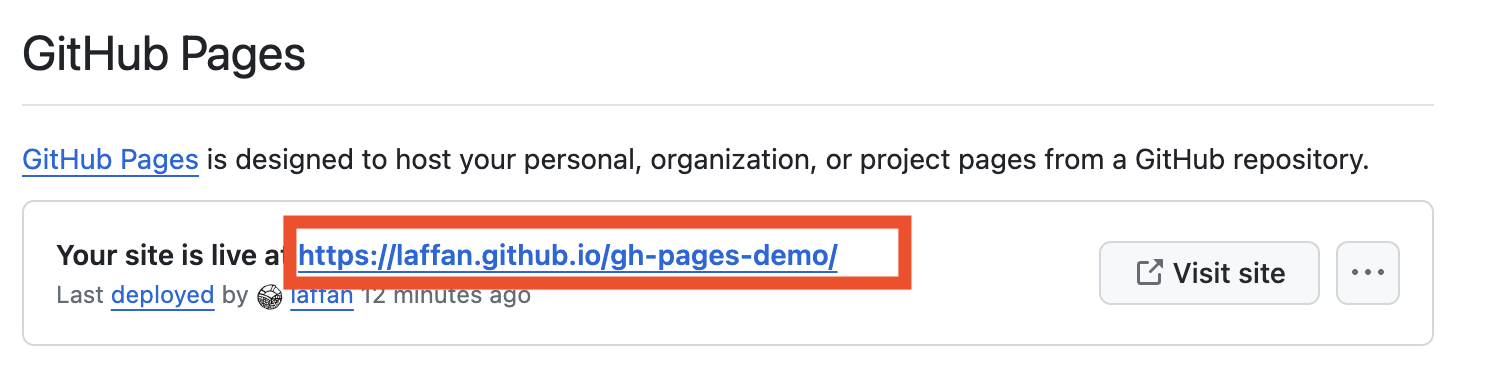 GitHub Pages
GitHub Pages is designed to host your personal, organization, or project pages from a GitHub repository.
Your site is live at https://laffan.github.io/gh-pages-demo/
Visit site
Last deployed by laffan 12 minutes ago